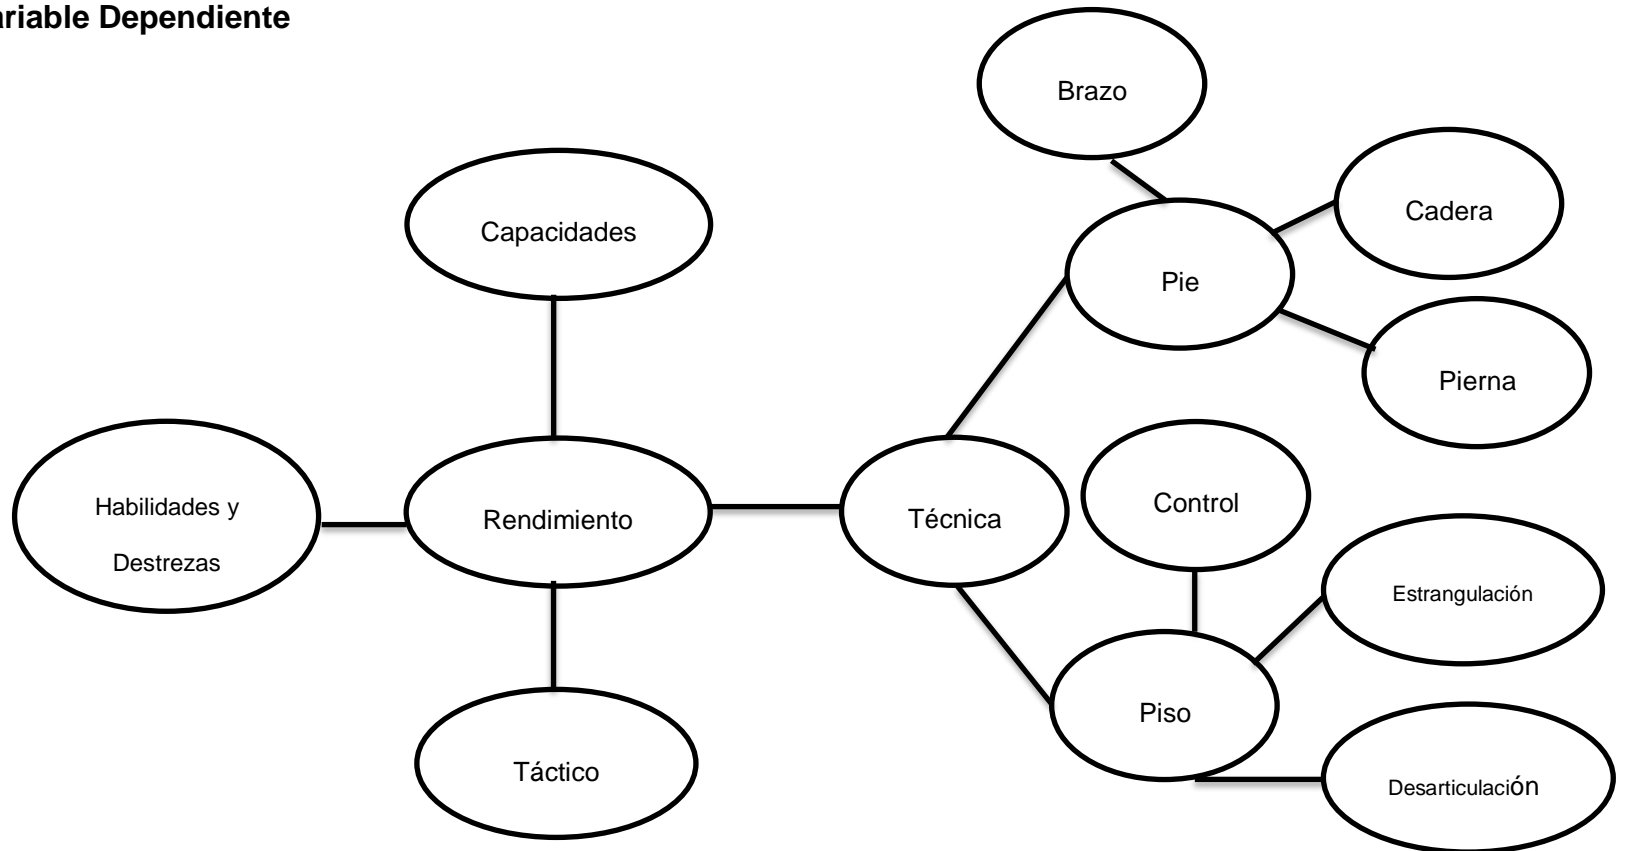 ariable Dependiente
Brazo
Cadera
Capacidades
Pie
Pierna
Habilidades y
Destrezas
Rendimiento
Técnica
Control
Estrangulación
Piso
Táctico
Desarticulación